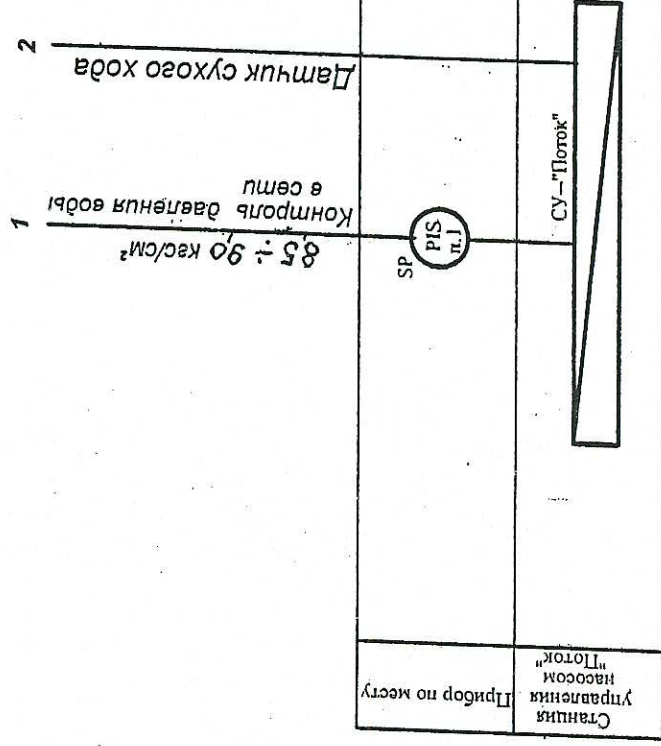 1
2
Контроль давления воды
в сети
8,5 ÷ 9,0 кгс/см²
Датчик сухого хода
SP
PIS
п.1
СУ–"Поток"
Прибор по месту
Станция
управления
насосом
"Поток"